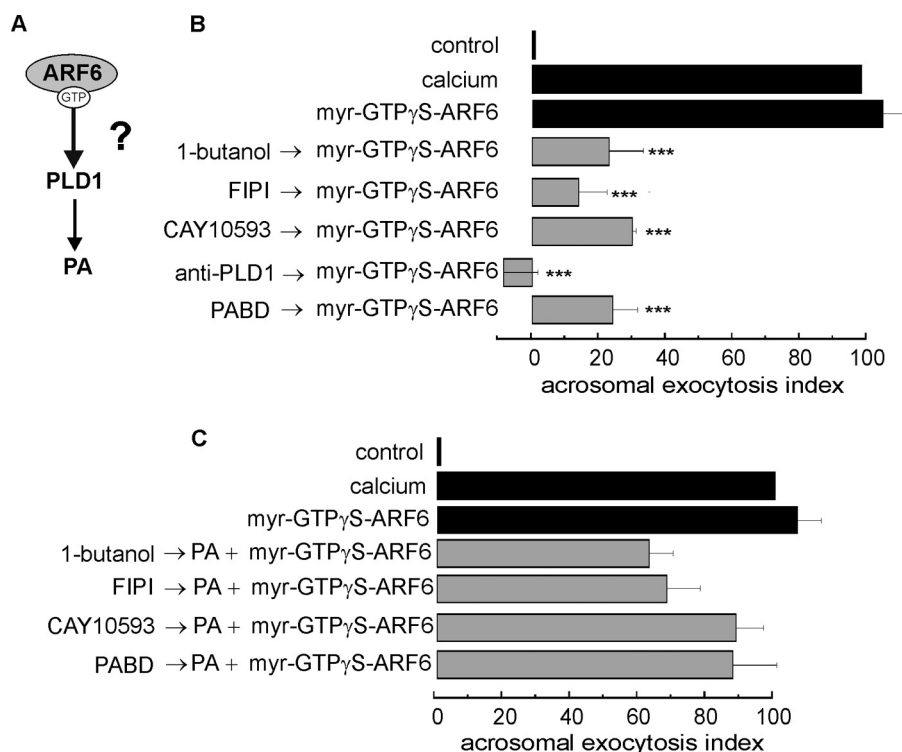 A
ARF6
GTP
?
PLD1
PA
B
control
calcium
myr-GTPγS-ARF6
1-butanol → myr-GTPγS-ARF6 ***
FIPI → myr-GTPγS-ARF6 ***
CAY10593 → myr-GTPγS-ARF6 ***
anti-PLD1 → myr-GTPγS-ARF6 ***
PABD → myr-GTPγS-ARF6 ***
0 20 40 60 80 100
acrosomal exocytosis index
C
control
calcium
myr-GTPγS-ARF6
1-butanol → PA + myr-GTPγS-ARF6
FIPI → PA + myr-GTPγS-ARF6
CAY10593 → PA + myr-GTPγS-ARF6
PABD → PA + myr-GTPγS-ARF6
0 20 40 60 80 100
acrosomal exocytosis index